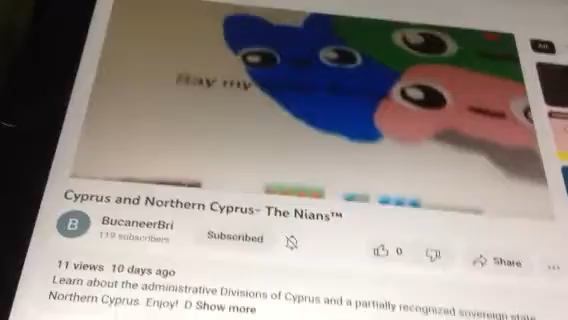 All
Bay my
Cyprus and Northern Cyprus- The Nians™
B
BucaneerBri
119 subscribers
Subscribed
0
Share
11 views 10 days ago
Learn about the administrative Divisions of Cyprus and a partially recognized sovereign state
Northern Cyprus. Enjoy! :D Show more